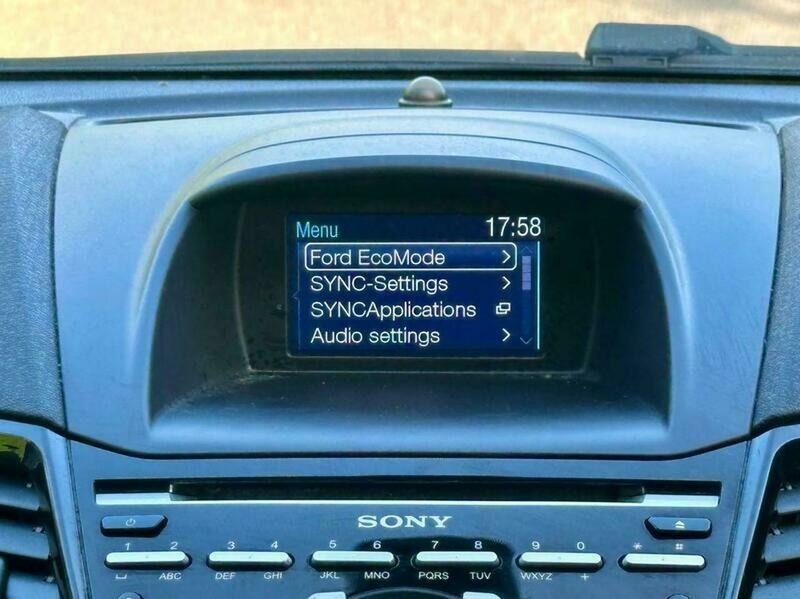 Menu 17:58
Ford EcoMode
SYNC-Settings
SYNCApplications
Audio settings
SONY
1 2 3 4 5 6 7 8 9 0 * #
ABC DEF GHI JKL MNO PQRS TUV WXYZ +